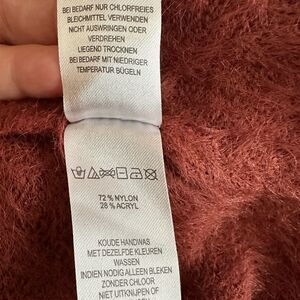 BEI BEDARF NUR CHLORFREIES
BLEICHMITTEL VERWENDEN
NICHT AUSWRINGEN ODER
VERDREHEN
LIEGEND TROCKNEN
BEI BEDARF MIT NIEDRIGER
TEMPERATUR BÜGELN
72 % NYLON
28 % ACRYL
KOUDE HANDWAS
MET DEZELFDE KLEUREN
WASSEN
INDIEN NODIG ALLEEN BLEKEN
ZONDER CHLOOR
NIET UITKNIJPEN OF